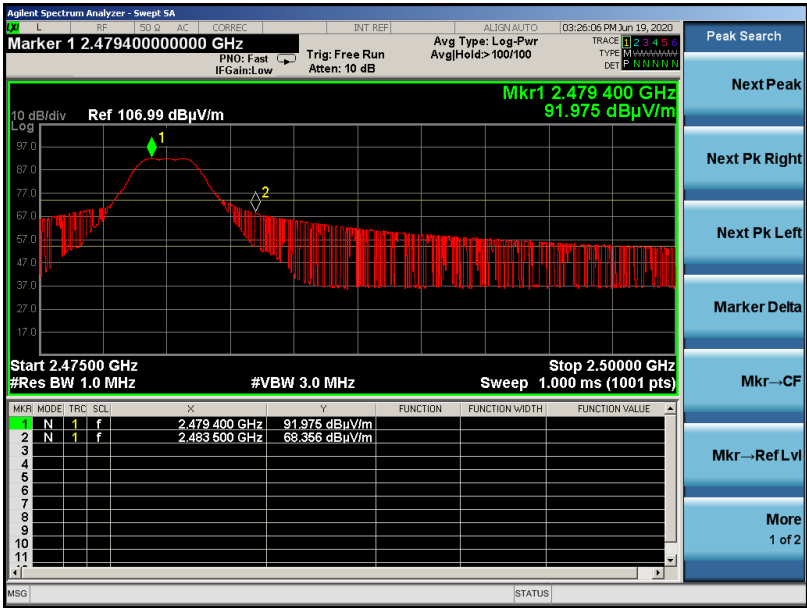 Agilent Spectrum Analyzer - Swept SA
LXI L RF 50 Ω AC CORREC INT REF ALIGN AUTO 03:26:06 PM Jun 19, 2020
Marker 1 2.479400000000 GHz
PNO: Fast
IFGain:Low
Trig: Free Run
Atten: 10 dB
Avg Type: Log-Pwr
Avg|Hold:> 100/100
TRACE 1 2 3 4 5 6
TYPE M WWWWW
DET P N N N N N
Mkr1 2.479 400 GHz
91.975 dBµV/m
10 dB/div Ref 106.99 dBµV/m
Log
97.0
87.0
77.0
67.0
57.0
47.0
37.0
27.0
17.0
1
2
Start 2.47500 GHz Stop 2.50000 GHz
#Res BW 1.0 MHz #VBW 3.0 MHz Sweep 1.000 ms (1001 pts)
MKR MODE TRC SCL X Y FUNCTION FUNCTION WIDTH FUNCTION VALUE
1 N 1 f 2.479 400 GHz 91.975 dBµV/m
2 N 1 f 2.483 500 GHz 68.356 dBµV/m
3
4
5
6
7
8
9
10
11
MSG STATUS
Peak Search
Next Peak
Next Pk Right
Next Pk Left
Marker Delta
Mkr→CF
Mkr→Ref Lvl
More
1 of 2